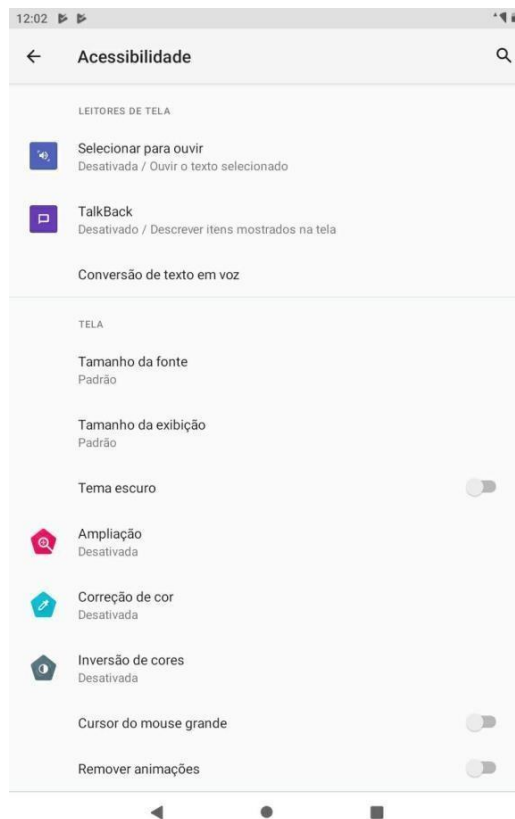 12:02
Acessibilidade
LEITORES DE TELA
Selecionar para ouvir
Desativada / Ouvir o texto selecionado
TalkBack
Desativado / Descrever itens mostrados na tela
Conversão de texto em voz
TELA
Tamanho da fonte
Padrão
Tamanho da exibição
Padrão
Tema escuro
Ampliação
Desativada
Correção de cor
Desativada
Inversão de cores
Desativada
Cursor do mouse grande
Remover animações